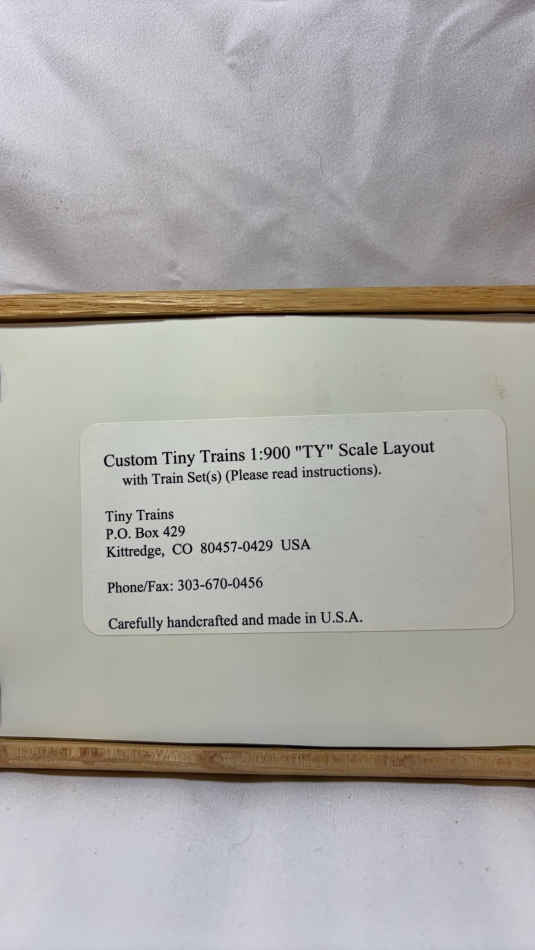 Custom Tiny Trains 1:900 "TY" Scale Layout
with Train Set(s) (Please read instructions).
Tiny Trains
P.O. Box 429
Kittredge, CO 80457-0429 USA
Phone/Fax: 303-670-0456
Carefully handcrafted and made in U.S.A.